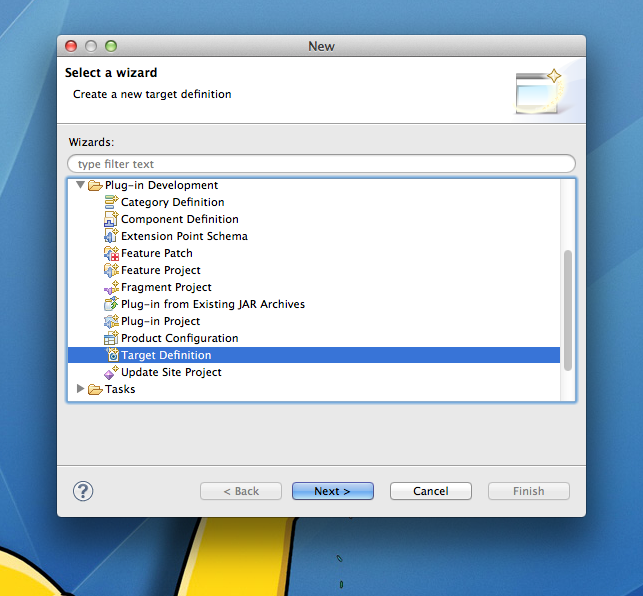 New
Select a wizard
Create a new target definition
Wizards:
type filter text
Plug-in Development
Category Definition
Component Definition
Extension Point Schema
Feature Patch
Feature Project
Fragment Project
Plug-in from Existing JAR Archives
Plug-in Project
Product Configuration
Target Definition
Update Site Project
Tasks
? < Back Next > Cancel Finish